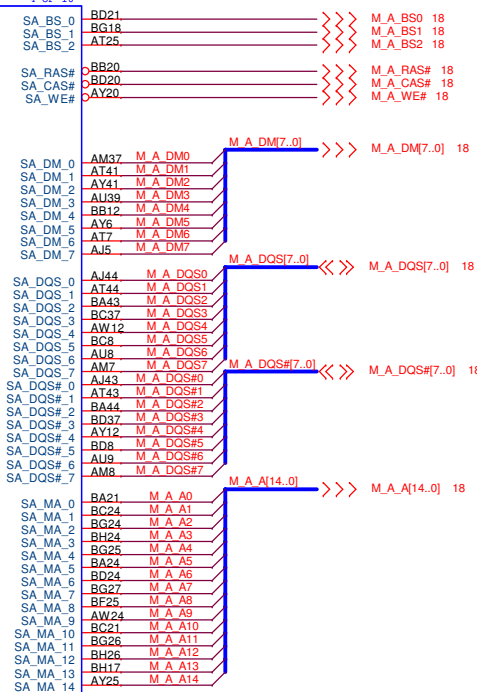 SA_BS_0 BD21 M_A_BS0 18
SA_BS_1 BG18 M_A_BS1 18
SA_BS_2 AT25 M_A_BS2 18
SA_RAS# BB20 M_A_RAS# 18
SA_CAS# BD20 M_A_CAS# 18
SA_WE# AY20 M_A_WE# 18
M_A_DM[7..0] M_A_DM[7..0] 18
SA_DM_0 AM37 M_A_DM0
SA_DM_1 AT41 M_A_DM1
SA_DM_2 AY41 M_A_DM2
SA_DM_3 AU39 M_A_DM3
SA_DM_4 BB12 M_A_DM4
SA_DM_5 AY6 M_A_DM5
SA_DM_6 AT7 M_A_DM6
SA_DM_7 AJ5 M_A_DM7
M_A_DQS[7..0] M_A_DQS[7..0] 18
SA_DQS_0 AJ44 M_A_DQS0
SA_DQS_1 AT44 M_A_DQS1
SA_DQS_2 BA43 M_A_DQS2
SA_DQS_3 BC37 M_A_DQS3
SA_DQS_4 AW12 M_A_DQS4
SA_DQS_5 BC8 M_A_DQS5
SA_DQS_6 AU8 M_A_DQS6
SA_DQS_7 AM7 M_A_DQS7
M_A_DQS#[7..0] M_A_DQS#[7..0]
SA_DQS#_0 AJ43 M_A_DQS#0
SA_DQS#_1 AT43 M_A_DQS#1
SA_DQS#_2 BA44 M_A_DQS#2
SA_DQS#_3 BD37 M_A_DQS#3
SA_DQS#_4 AY12 M_A_DQS#4
SA_DQS#_5 BD8 M_A_DQS#5
SA_DQS#_6 AU9 M_A_DQS#6
SA_DQS#_7 AM8 M_A_DQS#7
M_A_A[14..0] M_A_A[14..0] 18
SA_MA_0 BA21 M_A_A0
SA_MA_1 BC24 M_A_A1
SA_MA_2 BG24 M_A_A2
SA_MA_3 BH24 M_A_A3
SA_MA_4 BG25 M_A_A4
SA_MA_5 BA24 M_A_A5
SA_MA_6 BD24 M_A_A6
SA_MA_7 BG27 M_A_A7
SA_MA_8 BF25 M_A_A8
SA_MA_9 AW24 M_A_A9
SA_MA_10 BC21 M_A_A10
SA_MA_11 BG26 M_A_A11
SA_MA_12 BH26 M_A_A12
SA_MA_13 BH17 M_A_A13
SA_MA_14 AY25 M_A_A14